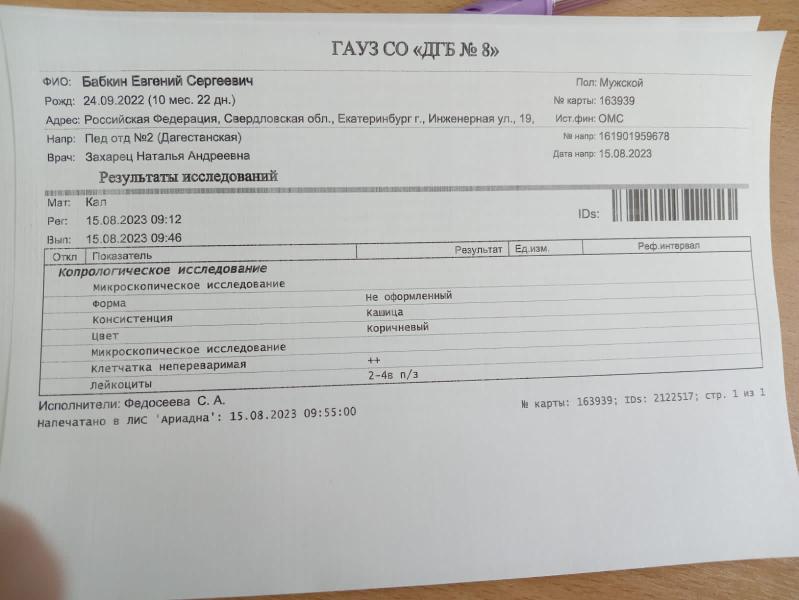 ГАУЗ СО «ДГБ № 8»
ФИО: Бабкин Евгений Сергеевич Пол: Мужской
Рожд: 24.09.2022 (10 мес. 22 дн.) № карты: 163939
Адрес: Российская Федерация, Свердловская обл., Екатеринбург г., Инженерная ул., 19, Ист.фин: ОМС
Напр: Пед отд №2 (Дагестанская) № напр: 161901959678
Врач: Захарец Наталья Андреевна Дата напр: 15.08.2023
Результаты исследований
Мат: Кал
Рег: 15.08.2023 09:12 IDs:
Вып: 15.08.2023 09:46
Откл Показатель Результат Ед.изм. Реф.интервал
Копрологическое исследование
Микроскопическое исследование
Форма Не оформленный
Консистенция Кашица
Цвет Коричневый
Микроскопическое исследование
Клетчатка непереваримая ++
Лейкоциты 2-4в п/з
Исполнители: Федосеева С. А.
Напечатано в ЛИС 'Ариадна': 15.08.2023 09:55:00 № карты: 163939; IDs: 2122517; стр. 1 из 1